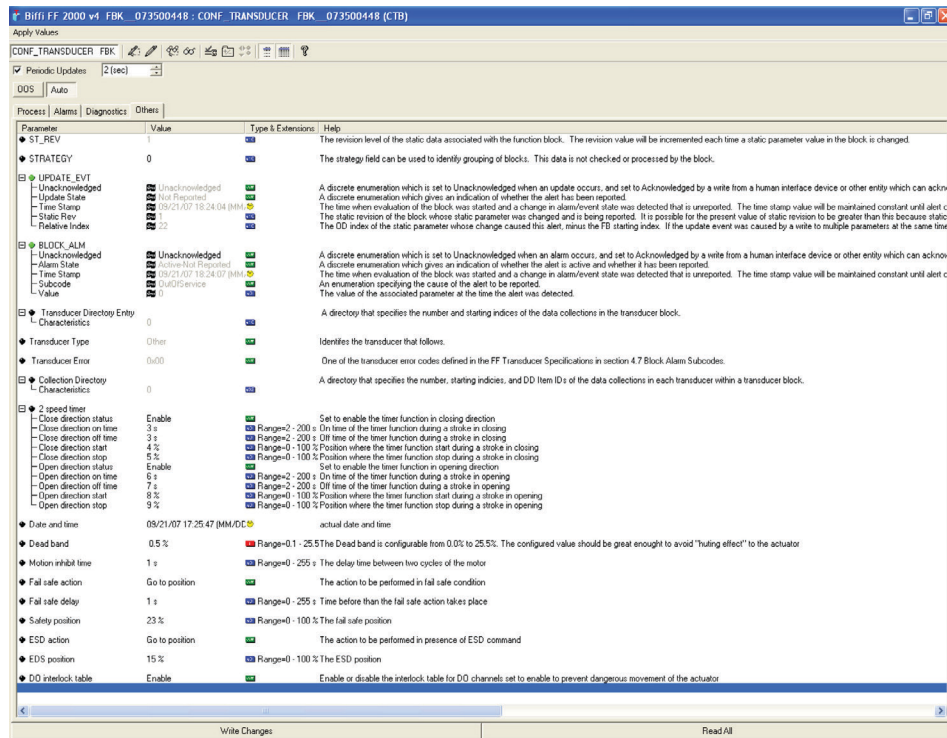 Biffi FF 2000 v4 FBK__073500448 : CONF_TRANSDUCER FBK__073500448 (CTB)
Apply Values
CONF_TRANSDUCER FBK
Periodic Updates 2 (sec)
OOS Auto
Process Alarms Diagnostics Others
Parameter Value Type & Extensions Help
ST_REV 1 The revision level of the static data associated with the function block. The revision value will be incremented each time a static parameter value in the block is changed.
STRATEGY 0 The strategy field can be used to identify grouping of blocks. This data is not checked or processed by the block.
UPDATE_EVT
Unacknowledged Unacknowledged A discrete enumeration which is set to Unacknowledged when an update occurs, and set to Acknowledged by a write from a human interface device or other entity which can ackno
Update State Not Reported A discrete enumeration which gives an indication of whether the alert has been reported.
Time Stamp 09/21/07 18:24:04 (MM. The time when evaluation of the block was started and a change in alarm/event state was detected that is unreported. The time stamp value will be maintained constant until alert c
Static Rev 1 The static revision of the block whose static parameter was changed and is being reported. It is possible for the present value of static revision to be greater than this because static
Relative Index 22 The OD index of the static parameter whose change caused this alert, minus the FB starting index. If the update event was caused by a write to multiple parameters at the same time
BLOCK_ALM
Unacknowledged Unacknowledged A discrete enumeration which is set to Unacknowledged when an alarm occurs, and set to Acknowledged by a write from a human interface device or other entity which can acknow
Alarm State Active-Not Reported A discrete enumeration which gives an indication of whether the alert is active and whether it has been reported.
Time Stamp 09/21/07 18:24:07 (MM. The time when evaluation of the block was started and a change in alarm/event state was detected that is unreported. The time stamp value will be maintained constant until alert c
Subcode OutOfService An enumeration specifying the cause of the alert to be reported.
Value 0 The value of the associated parameter at the time the alert was detected.
Transducer Directory Entry A directory that specifies the number and starting indices of the data collections in the transducer block.
Characteristics 0
Transducer Type Other Identifes the transducer that follows.
Transducer Error 0x00 One of the transducer error codes defined in the FF Transducer Specifications in section 4.7 Block Alarm Subcodes.
Collection Directory A directory that specifies the number, starting indicies, and DD Item IDs of the data collections in each transducer within a transducer block.
Characteristics 0
2 speed timer
Close direction status Enable Set to enable the timer function in closing direction
Close direction on time 3 s Range=2 - 200 s On time of the timer function during a stroke in closing
Close direction off time 3 s Range=2 - 200 s Off time of the timer function during a stroke in closing
Close direction start 4 % Range=0 - 100 % Position where the timer function start during a stroke in closing
Close direction stop 5 % Range=0 - 100 % Position where the timer function stop during a stroke in closing
Open direction status Enable Set to enable the timer function in opening direction
Open direction on time 6 s Range=2 - 200 s On time of the timer function during a stroke in opening
Open direction off time 7 s Range=2 - 200 s Off time of the timer function during a stroke in opening
Open direction start 8 % Range=0 - 100 % Position where the timer function start during a stroke in opening
Open direction stop 9 % Range=0 - 100 % Position where the timer function stop during a stroke in opening
Date and time 09/21/07 17:25:47 (MM/DD actual date and time
Dead band 0.5 % Range=0.1 - 25.5 The Dead band is configurable from 0.0% to 25.5%. The configured value should be great enought to avoid "huting effect" to the actuator
Motion inhibit time 1 s Range=0 - 255 s The delay time between two cycles of the motor
Fail safe action Go to position The action to be performed in fail safe condition
Fail safe delay 1 s Range=0 - 255 s Time before than the fail safe action takes place
Safety position 23 % Range=0 - 100 % The fail safe position
ESD action Go to position The action to be performed in presence of ESD command
EDS position 15 % Range=0 - 100 % The ESD position
DO interlock table Enable Enable or disable the interlock table for DO channels set to enable to prevent dangerous movement of the actuator
Write Changes Read All